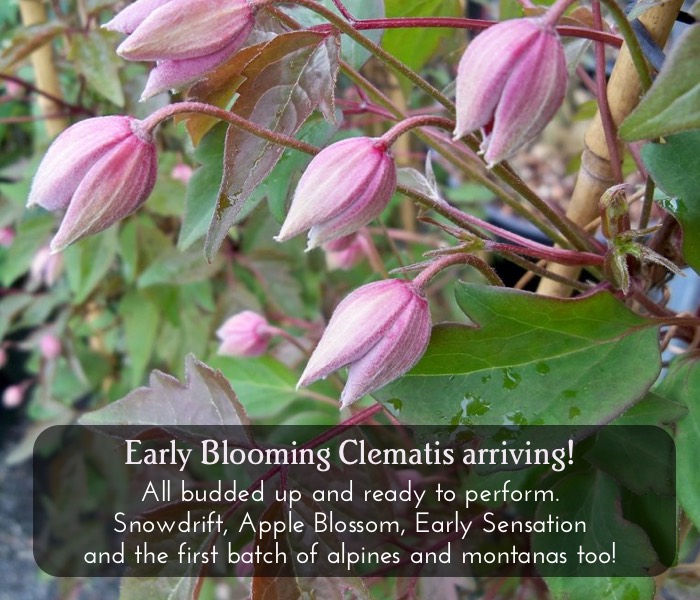 Early Blooming Clematis arriving!
All budded up and ready to perform.
Snowdrift, Apple Blossom, Early Sensation
and the first batch of alpines and montanas too!